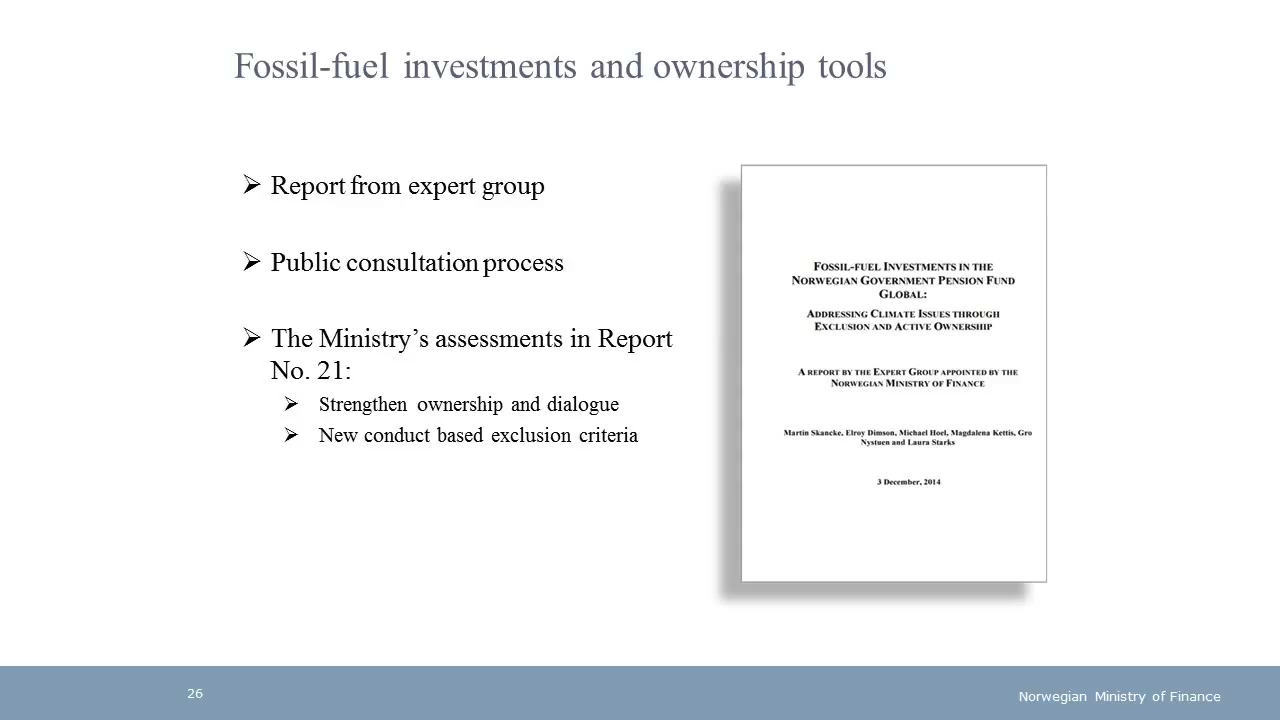 Fossil-fuel investments and ownership tools
Report from expert group
Public consultation process
The Ministry’s assessments in Report
No. 21:
Strengthen ownership and dialogue
New conduct based exclusion criteria
FOSSIL-FUEL INVESTMENTS IN THE
NORWEGIAN GOVERNMENT PENSION FUND
GLOBAL:
ADDRESSING CLIMATE ISSUES THROUGH
EXCLUSION AND ACTIVE OWNERSHIP
A REPORT BY THE EXPERT GROUP APPOINTED BY THE
NORWEGIAN MINISTRY OF FINANCE
Martin Skancke, Elroy Dimson, Michael Hoel, Magdalena Kettis, Gro
Nystuen and Laura Starks
3 December, 2014
26
Norwegian Ministry of Finance